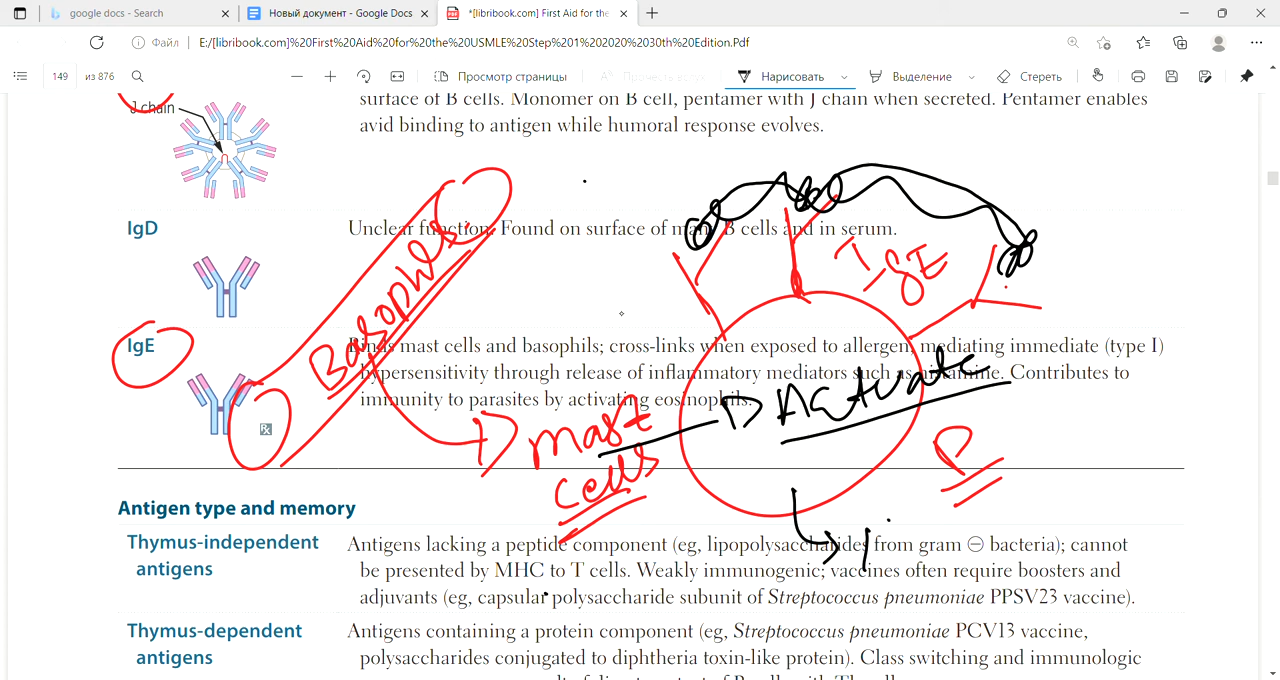 google docs - Search
Новый документ - Google Docs
*[libribook.com] First Aid for the
Файл
E:/[libribook.com]%20First%20Aid%20for%20the%20USMLE%20Step%201%202020%2030th%20Edition.Pdf
149 из 876
Просмотр страницы
Прочесть вслух
Нарисовать
Выделение
Стереть
J chain
surface of B cells. Monomer on B cell, pentamer with J chain when secreted. Pentamer enables
avid binding to antigen while humoral response evolves.
IgD
Unclear function. Found on surface of many B cells and in serum.
IgE
Basophels
IgE
Binds mast cells and basophils; cross-links when exposed to allergen, mediating immediate (type I)
hypersensitivity through release of inflammatory mediators such as histamine. Contributes to
immunity to parasites by activating eosinophils.
Activate
mast
cells
P
Antigen type and memory
Thymus-independent
antigens
Antigens lacking a peptide component (eg, lipopolysaccharides from gram ⊖ bacteria); cannot
be presented by MHC to T cells. Weakly immunogenic; vaccines often require boosters and
adjuvants (eg, capsular polysaccharide subunit of Streptococcus pneumoniae PPSV23 vaccine).
Thymus-dependent
antigens
Antigens containing a protein component (eg, Streptococcus pneumoniae PCV13 vaccine,
polysaccharides conjugated to diphtheria toxin-like protein). Class switching and immunologic